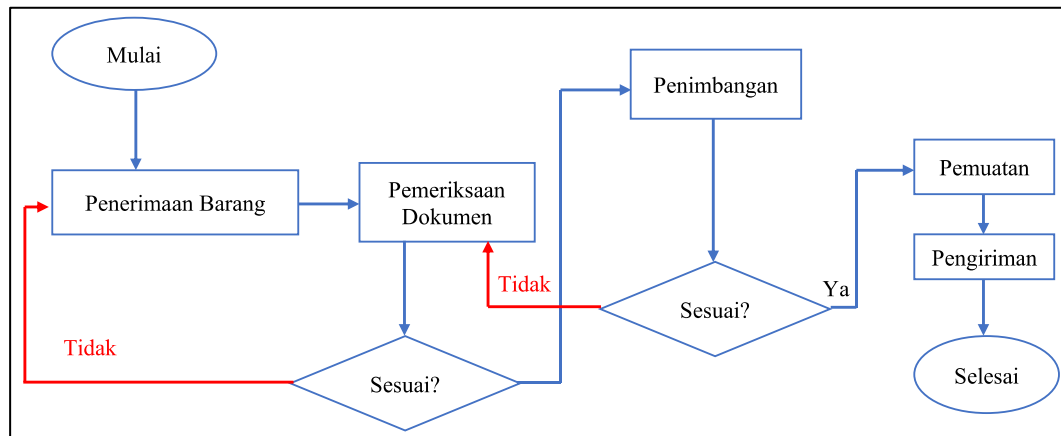 Mulai
Penerimaan Barang
Pemeriksaan
Dokumen
Sesuai?
Tidak
Penimbangan
Sesuai?
Tidak
Ya
Pemuatan
Pengiriman
Selesai